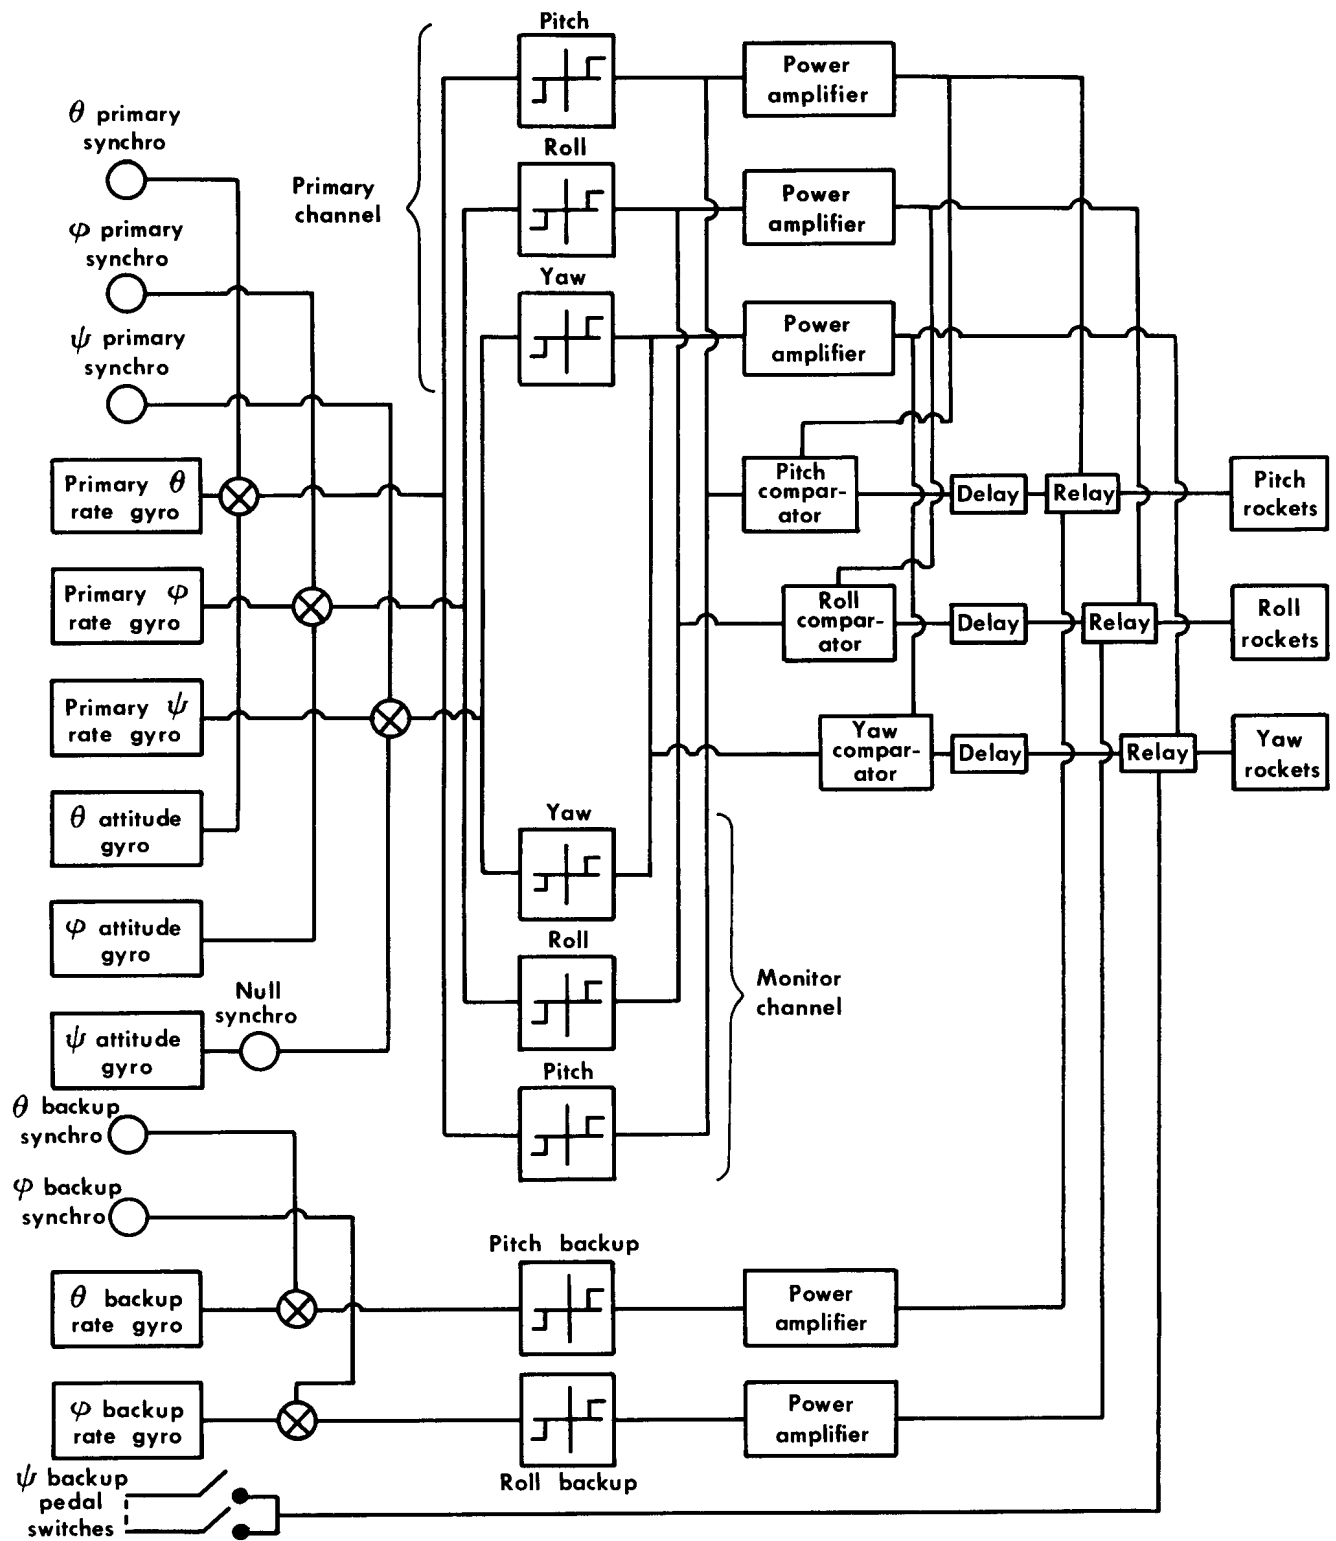 Pitch
Power
amplifier
θ primary
synchro
Roll
Primary
channel
Power
amplifier
φ primary
synchro
Yaw
Power
amplifier
ψ primary
synchro
Primary θ
rate gyro
Pitch
compar-
ator
Delay
Relay
Pitch
rockets
Primary φ
rate gyro
Roll
compar-
ator
Delay
Relay
Roll
rockets
Primary ψ
rate gyro
Yaw
compar-
ator
Delay
Relay
Yaw
rockets
θ attitude
gyro
Yaw
φ attitude
gyro
Roll
Monitor
channel
Null
synchro
ψ attitude
gyro
Pitch
θ backup
synchro
φ backup
synchro
Pitch backup
θ backup
rate gyro
Power
amplifier
φ backup
rate gyro
Power
amplifier
Roll backup
ψ backup
pedal
switches